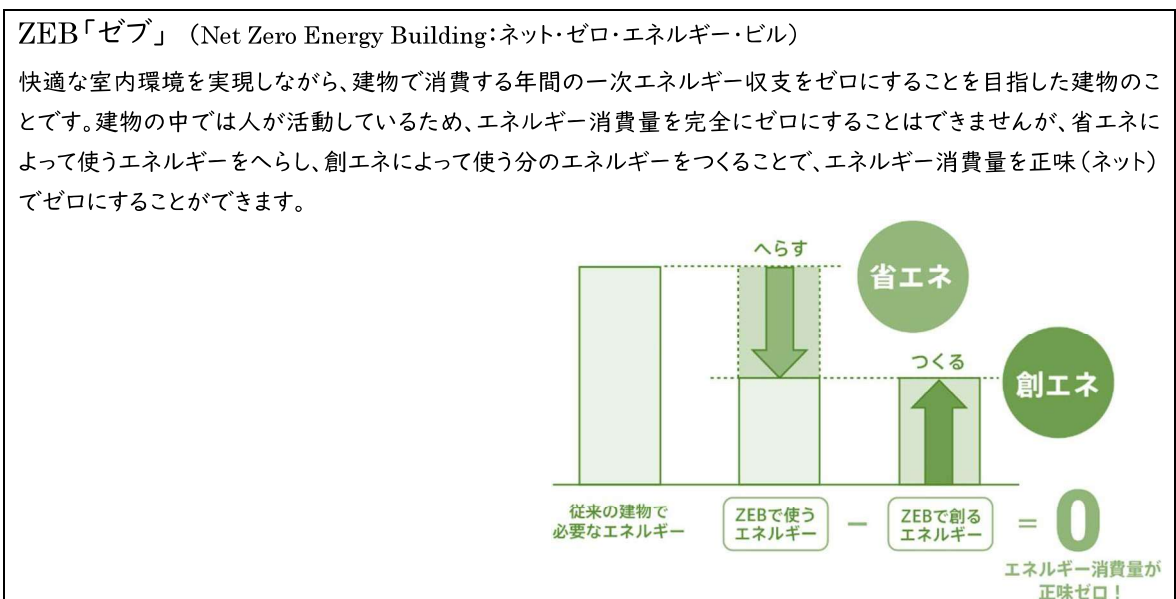 ZEB「ゼブ」 （Net Zero Energy Building：ネット・ゼロ・エネルギー・ビル）
快適な室内環境を実現しながら、建物で消費する年間の一次エネルギー収支をゼロにすることを目指した建物のこ
とです。建物の中では人が活動しているため、エネルギー消費量を完全にゼロにすることはできませんが、省エネに
よって使うエネルギーをへらし、創エネによって使う分のエネルギーをつくることで、エネルギー消費量を正味（ネット）
でゼロにすることができます。
へらす
省エネ
つくる
創エネ
従来の建物で
必要なエネルギー
ZEBで使う
エネルギー
－
ZEBで創る
エネルギー
＝
0
エネルギー消費量が
正味ゼロ！